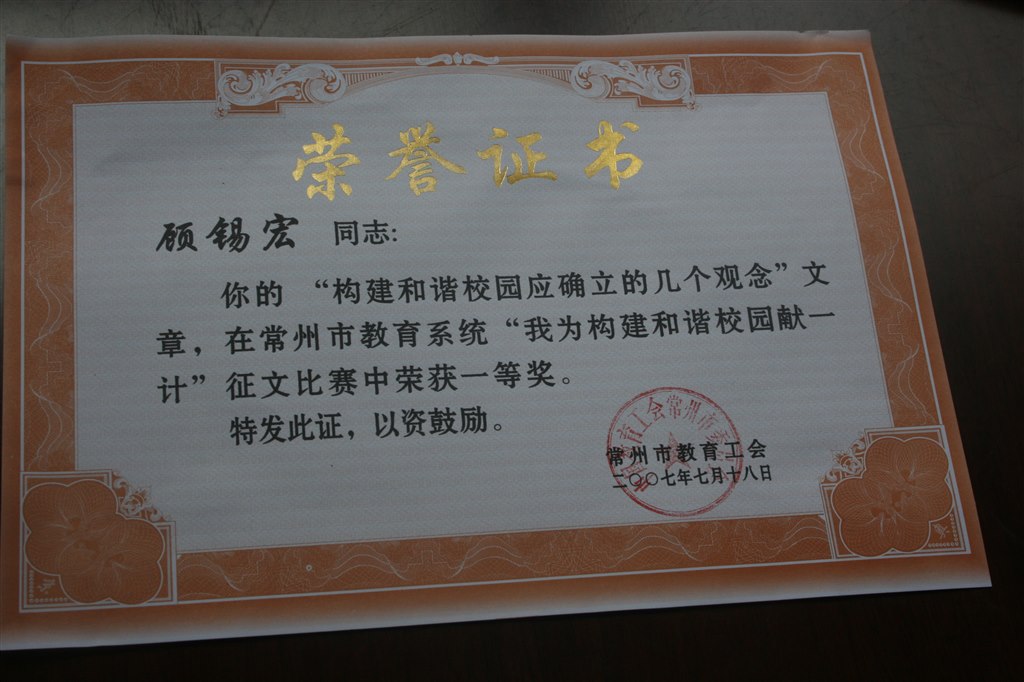 荣誉证书
顾锡宏 同志:
你的 “构建和谐校园应确立的几个观念”文
章，在常州市教育系统“我为构建和谐校园献一
计”征文比赛中荣获一等奖。
特发此证，以资鼓励。
常州市教育工会
二〇〇七年七月十八日